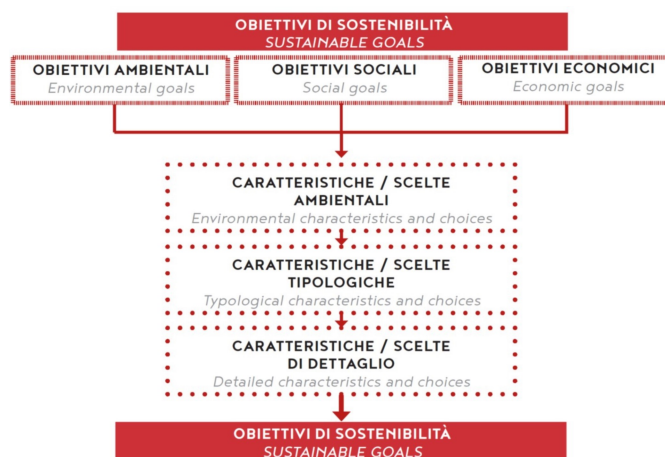 OBIETTIVI DI SOSTENIBILITÀ
SUSTAINABLE GOALS
OBIETTIVI AMBIENTALI
Environmental goals
OBIETTIVI SOCIALI
Social goals
OBIETTIVI ECONOMICI
Economic goals
CARATTERISTICHE / SCELTE
AMBIENTALI
Environmental characteristics and choices
CARATTERISTICHE / SCELTE
TIPOLOGICHE
Typological characteristics and choices
CARATTERISTICHE / SCELTE
DI DETTAGLIO
Detailed characteristics and choices
OBIETTIVI DI SOSTENIBILITÀ
SUSTAINABLE GOALS